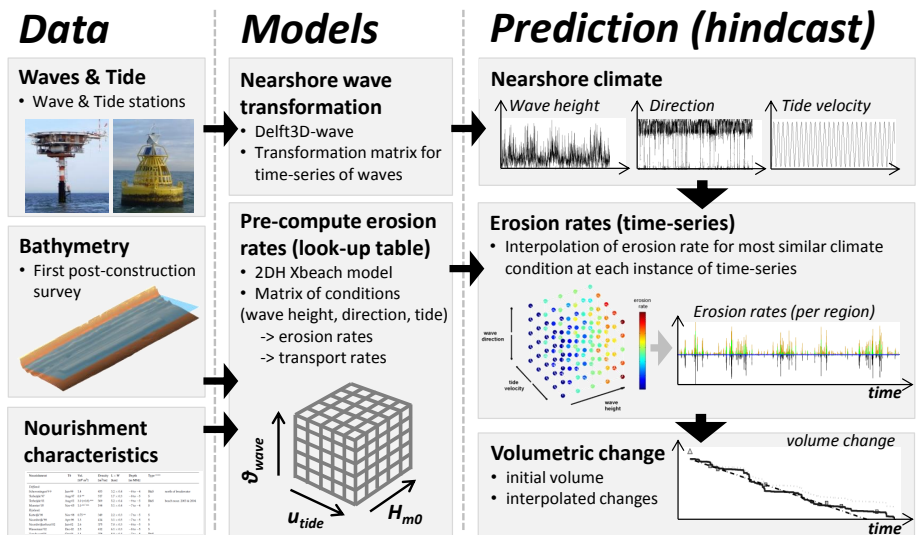 Data
Models
Prediction (hindcast)
Waves & Tide
• Wave & Tide stations
Bathymetry
• First post-construction
survey
Nourishment
characteristics
Nearshore wave
transformation
• Delft3D-wave
• Transformation matrix for
time-series of waves
Pre-compute erosion
rates (look-up table)
• 2DH Xbeach model
• Matrix of conditions
(wave height, direction, tide)
-> erosion rates
-> transport rates
ϑwave
utide
Hm0
Nearshore climate
Wave height
Direction
Tide velocity
Erosion rates (time-series)
• Interpolation of erosion rate for most similar climate
condition at each instance of time-series
erosion
rate
wave
direction
tide
velocity
wave
height
Erosion rates (per region)
time
Volumetric change
• initial volume
• interpolated changes
volume change
time